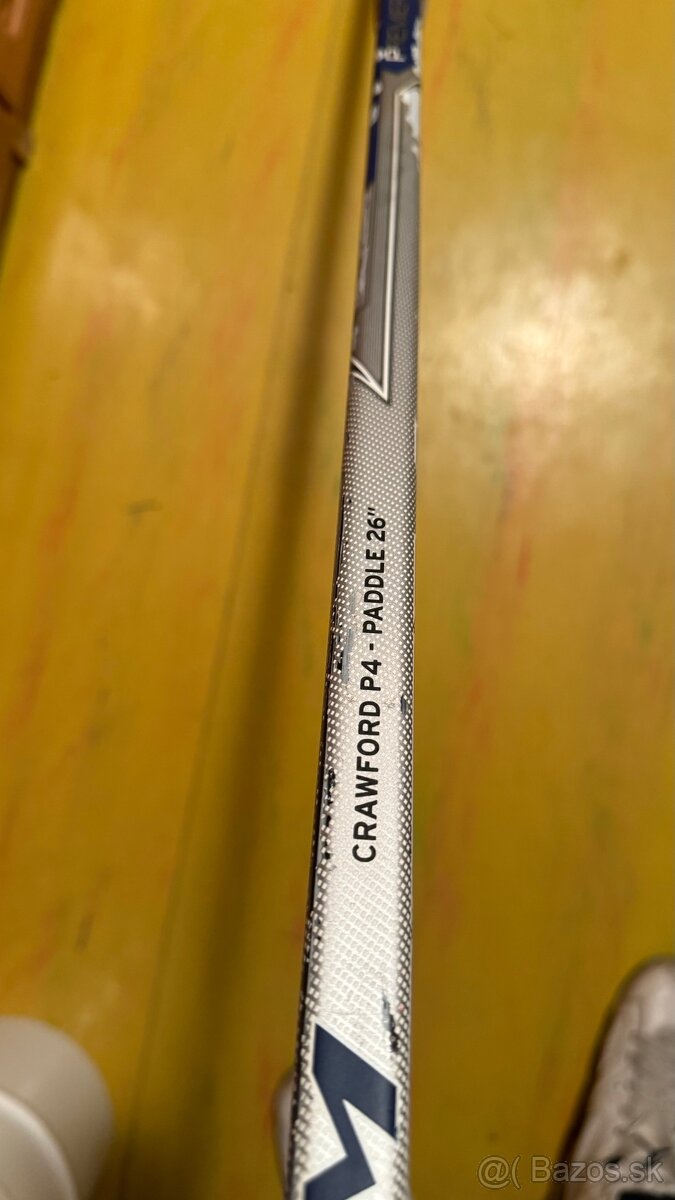 CRAWFORD P4 - PADDLE 26"
@( Bazos.sk